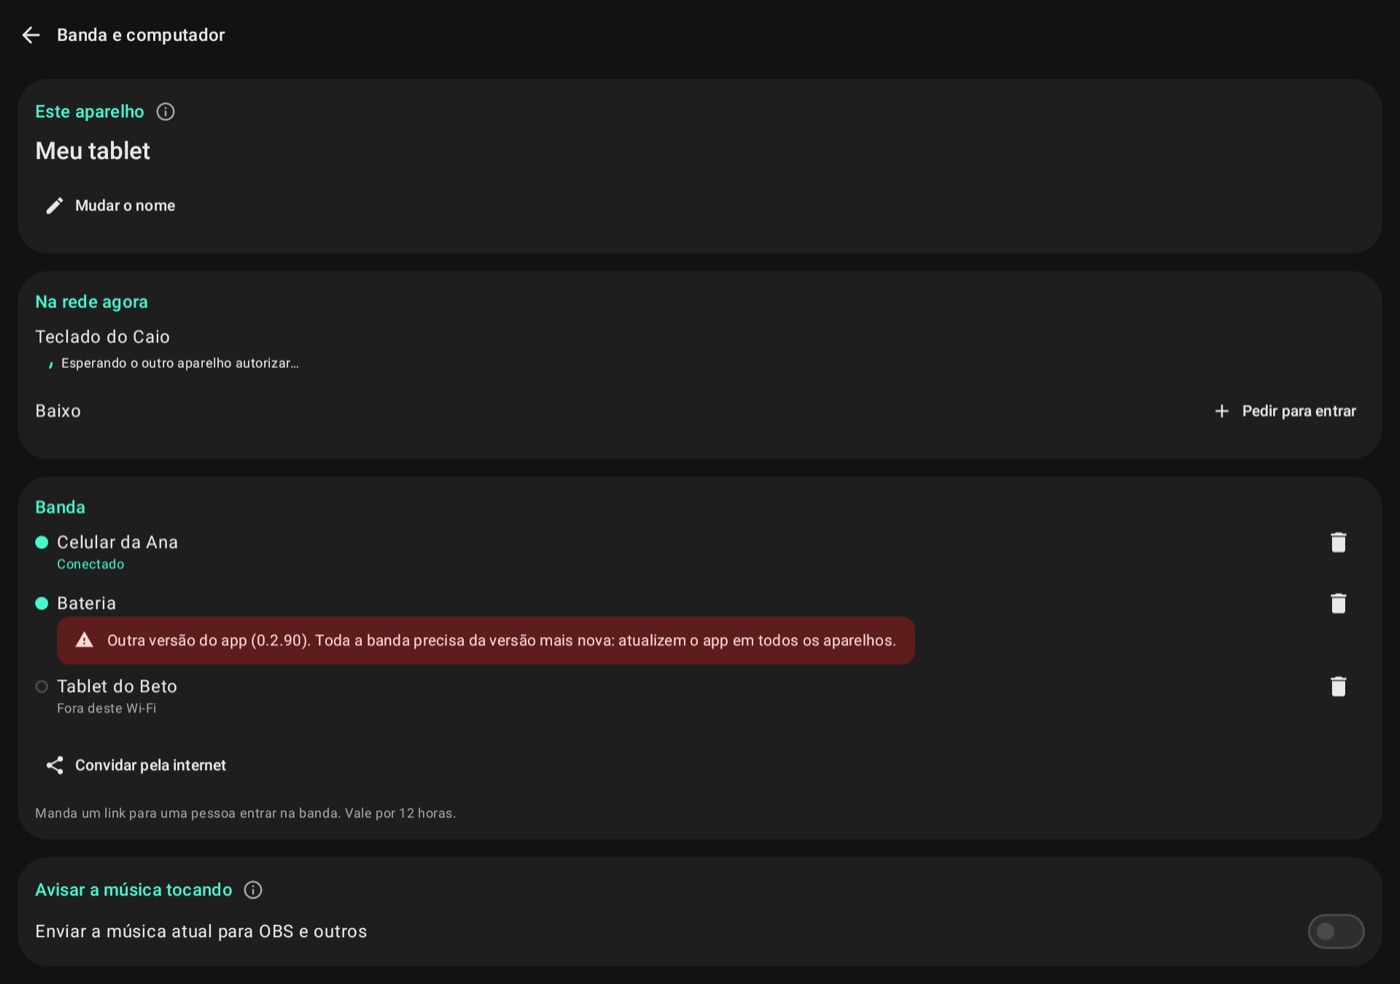 Banda e computador
Este aparelho
Meu tablet
Mudar o nome
Na rede agora
Teclado do Caio
Esperando o outro aparelho autorizar...
Baixo
Pedir para entrar
Banda
Celular da Ana
Conectado
Bateria
Outra versão do app (0.2.90). Toda a banda precisa da versão mais nova: atualizem o app em todos os aparelhos.
Tablet do Beto
Fora deste Wi-Fi
Convidar pela internet
Manda um link para uma pessoa entrar na banda. Vale por 12 horas.
Avisar a música tocando
Enviar a música atual para OBS e outros